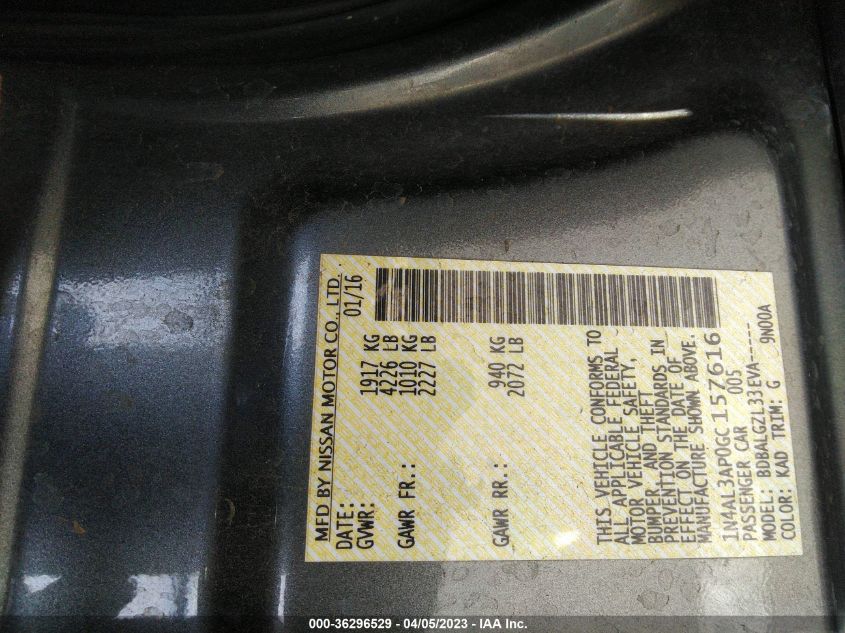 MFD BY NISSAN MOTOR CO., LTD.
DATE: 01/16
GVWR: 1917 KG
4226 LB
GAWR FR.: 1010 KG
2227 LB
GAWR RR.: 940 KG
2072 LB
THIS VEHICLE CONFORMS TO
ALL APPLICABLE FEDERAL
MOTOR VEHICLE SAFETY,
BUMPER, AND THEFT
PREVENTION STANDARDS IN
EFFECT ON THE DATE OF
MANUFACTURE SHOWN ABOVE.
1N4AL3AP0GC157616
PASSENGER CAR 005
MODEL: BDBALGZL33EVA-----
COLOR: KAD TRIM: G 9N00A
000-36296529 - 04/05/2023 - IAA Inc.